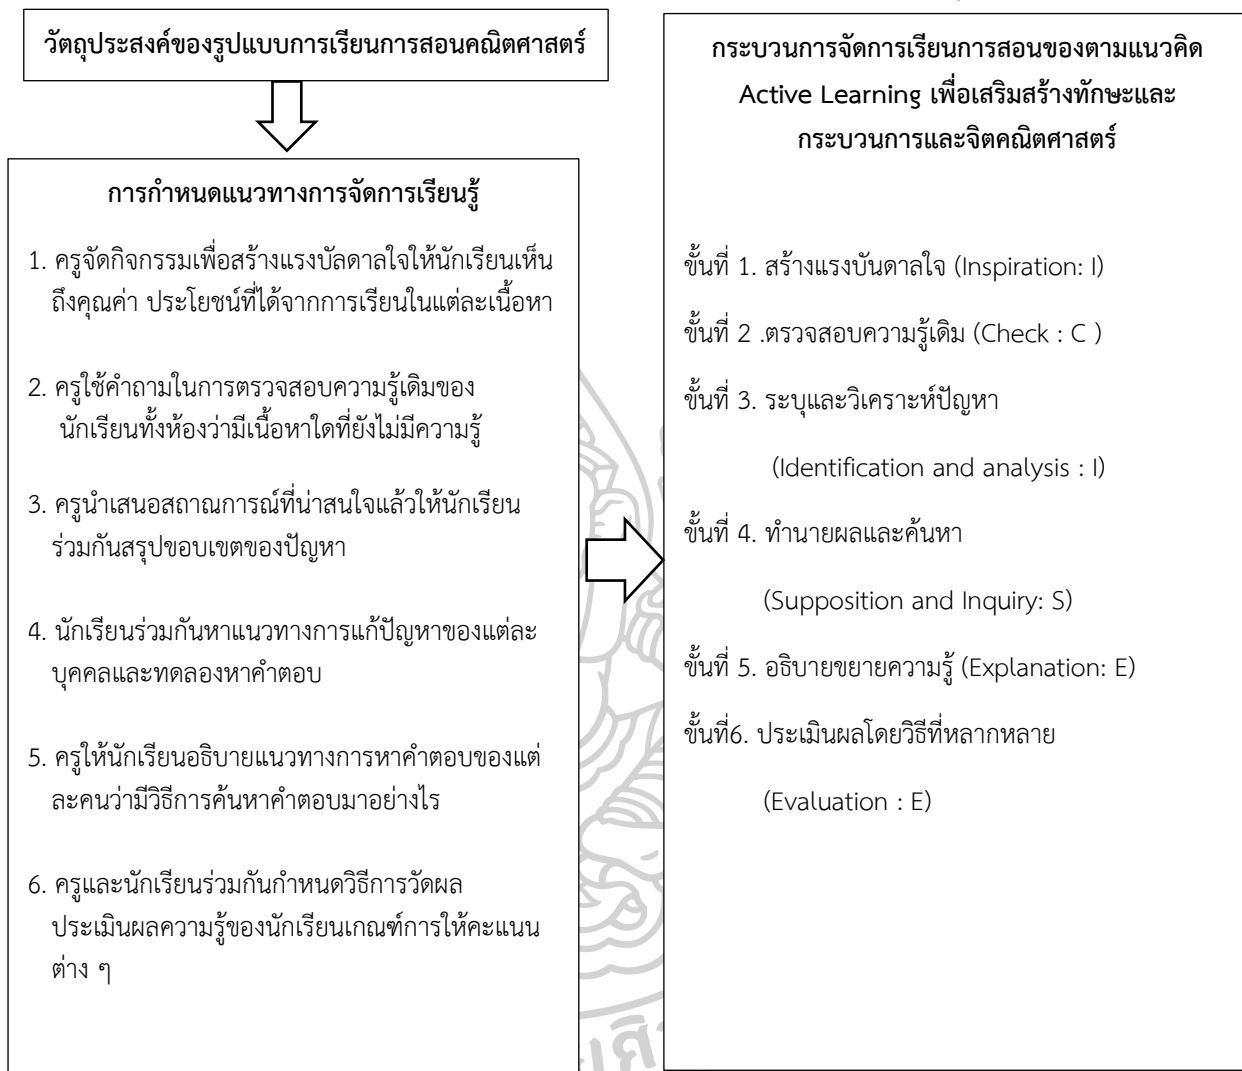 วัตถุประสงค์ของรูปแบบการเรียนการสอนคณิตศาสตร์
การกำหนดแนวทางการจัดการเรียนรู้
1. ครูจัดกิจกรรมเพื่อสร้างแรงบัลดาลใจให้นักเรียนเห็น
ถึงคุณค่า ประโยชน์ที่ได้จากการเรียนในแต่ละเนื้อหา
2. ครูใช้คำถามในการตรวจสอบความรู้เดิมของ
นักเรียนทั้งห้องว่ามีเนื้อหาใดที่ยังไม่มีความรู้
3. ครูนำเสนอสถาณการณ์ที่น่าสนใจแล้วให้นักเรียน
ร่วมกันสรุปขอบเขตของปัญหา
4. นักเรียนร่วมกันหาแนวทางการแก้ปัญหาของแต่ละ
บุคคลและทดลองหาคำตอบ
5. ครูให้นักเรียนอธิบายแนวทางการหาคำตอบของแต่
ละคนว่ามีวิธีการค้นหาคำตอบมาอย่างไร
6. ครูและนักเรียนร่วมกันกำหนดวิธีการวัดผล
ประเมินผลความรู้ของนักเรียนเกณฑ์การให้คะแนน
ต่าง ๆ
กระบวนการจัดการเรียนการสอนของตามแนวคิด
Active Learning เพื่อเสริมสร้างทักษะและ
กระบวนการและจิตคณิตศาสตร์
ขั้นที่ 1. สร้างแรงบันดาลใจ (Inspiration: I)
ขั้นที่ 2 .ตรวจสอบความรู้เดิม (Check : C )
ขั้นที่ 3. ระบุและวิเคราะห์ปัญหา
(Identification and analysis : I)
ขั้นที่ 4. ทำนายผลและค้นหา
(Supposition and Inquiry: S)
ขั้นที่ 5. อธิบายขยายความรู้ (Explanation: E)
ขั้นที่6. ประเมินผลโดยวิธีที่หลากหลาย
(Evaluation : E)